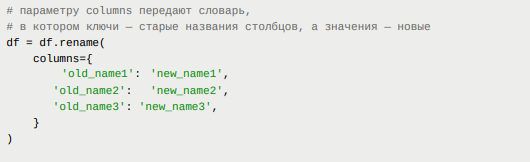 # параметру columns передают словарь,
# в котором ключи — старые названия столбцов, а значения — новые
df = df.rename(
    columns={
        'old_name1': 'new_name1',
       'old_name2':  'new_name2',
       'old_name3': 'new_name3',
    }
)